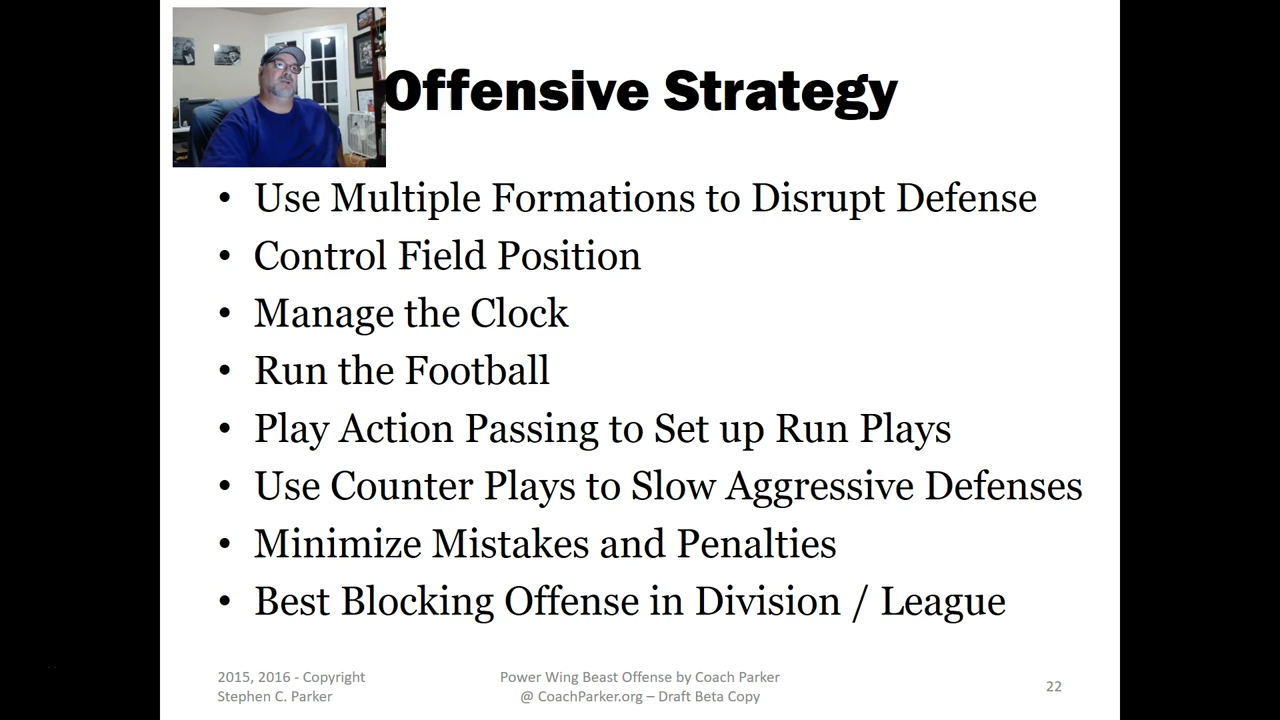 Offensive Strategy
• Use Multiple Formations to Disrupt Defense
• Control Field Position
• Manage the Clock
• Run the Football
• Play Action Passing to Set up Run Plays
• Use Counter Plays to Slow Aggressive Defenses
• Minimize Mistakes and Penalties
• Best Blocking Offense in Division / League
2015, 2016 - Copyright
Stephen C. Parker
Power Wing Beast Offense by Coach Parker
@ CoachParker.org – Draft Beta Copy
22